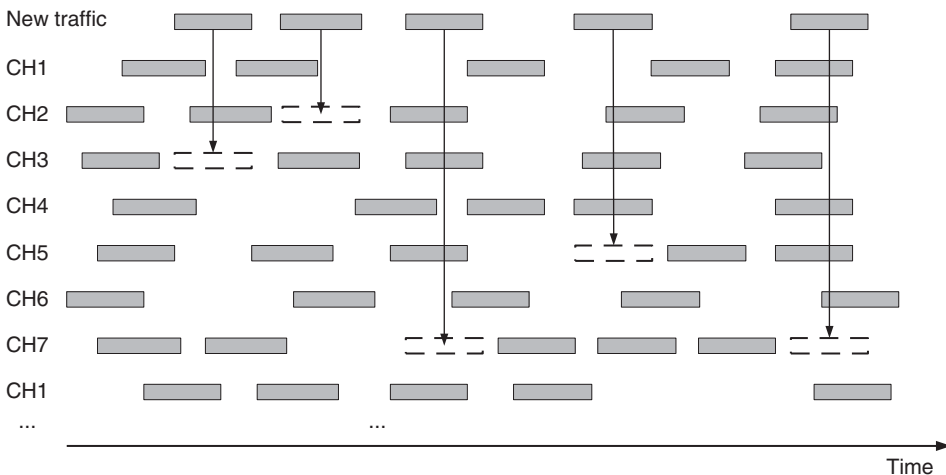 New traffic
CH1
CH2
CH3
CH4
CH5
CH6
CH7
CH1
... ...
Time